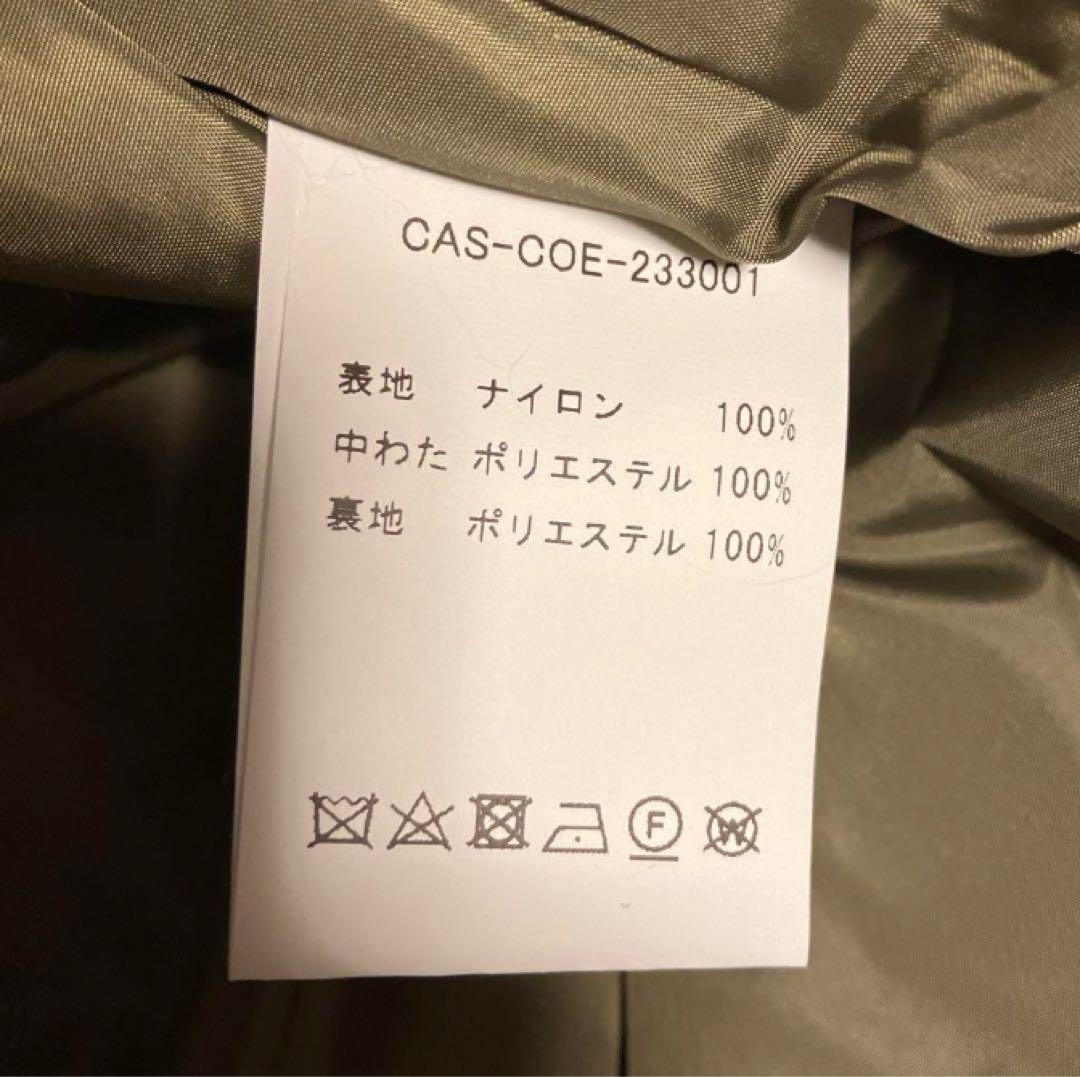 CAS-COE-233001
表地 ナイロン 100%
中わた ポリエステル 100%
裏地 ポリエステル 100%
F W